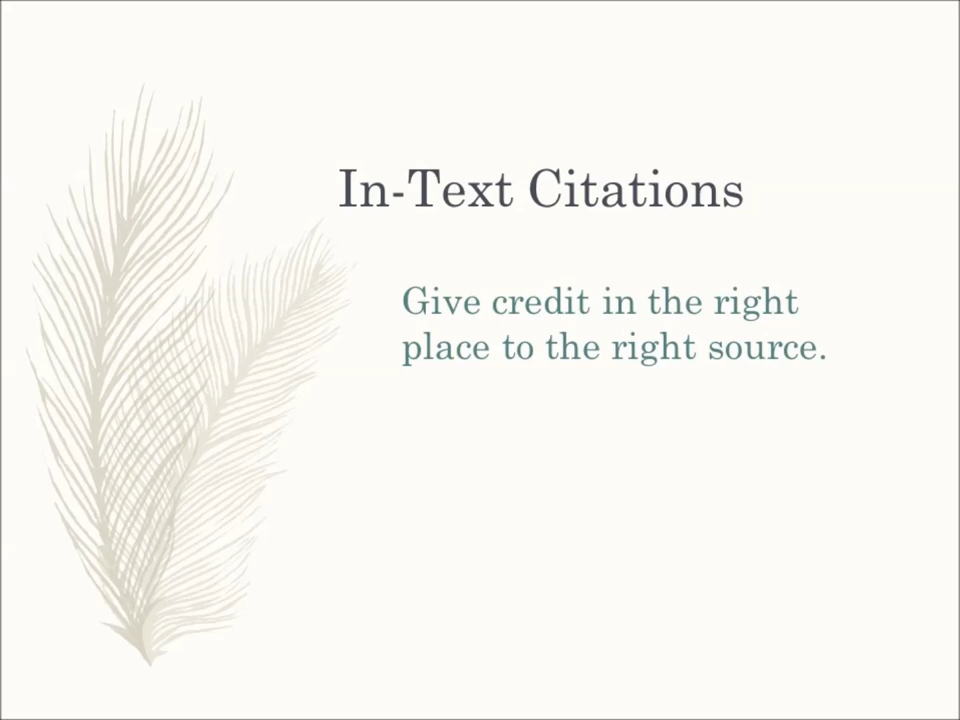 In-Text Citations
Give credit in the right
place to the right source.